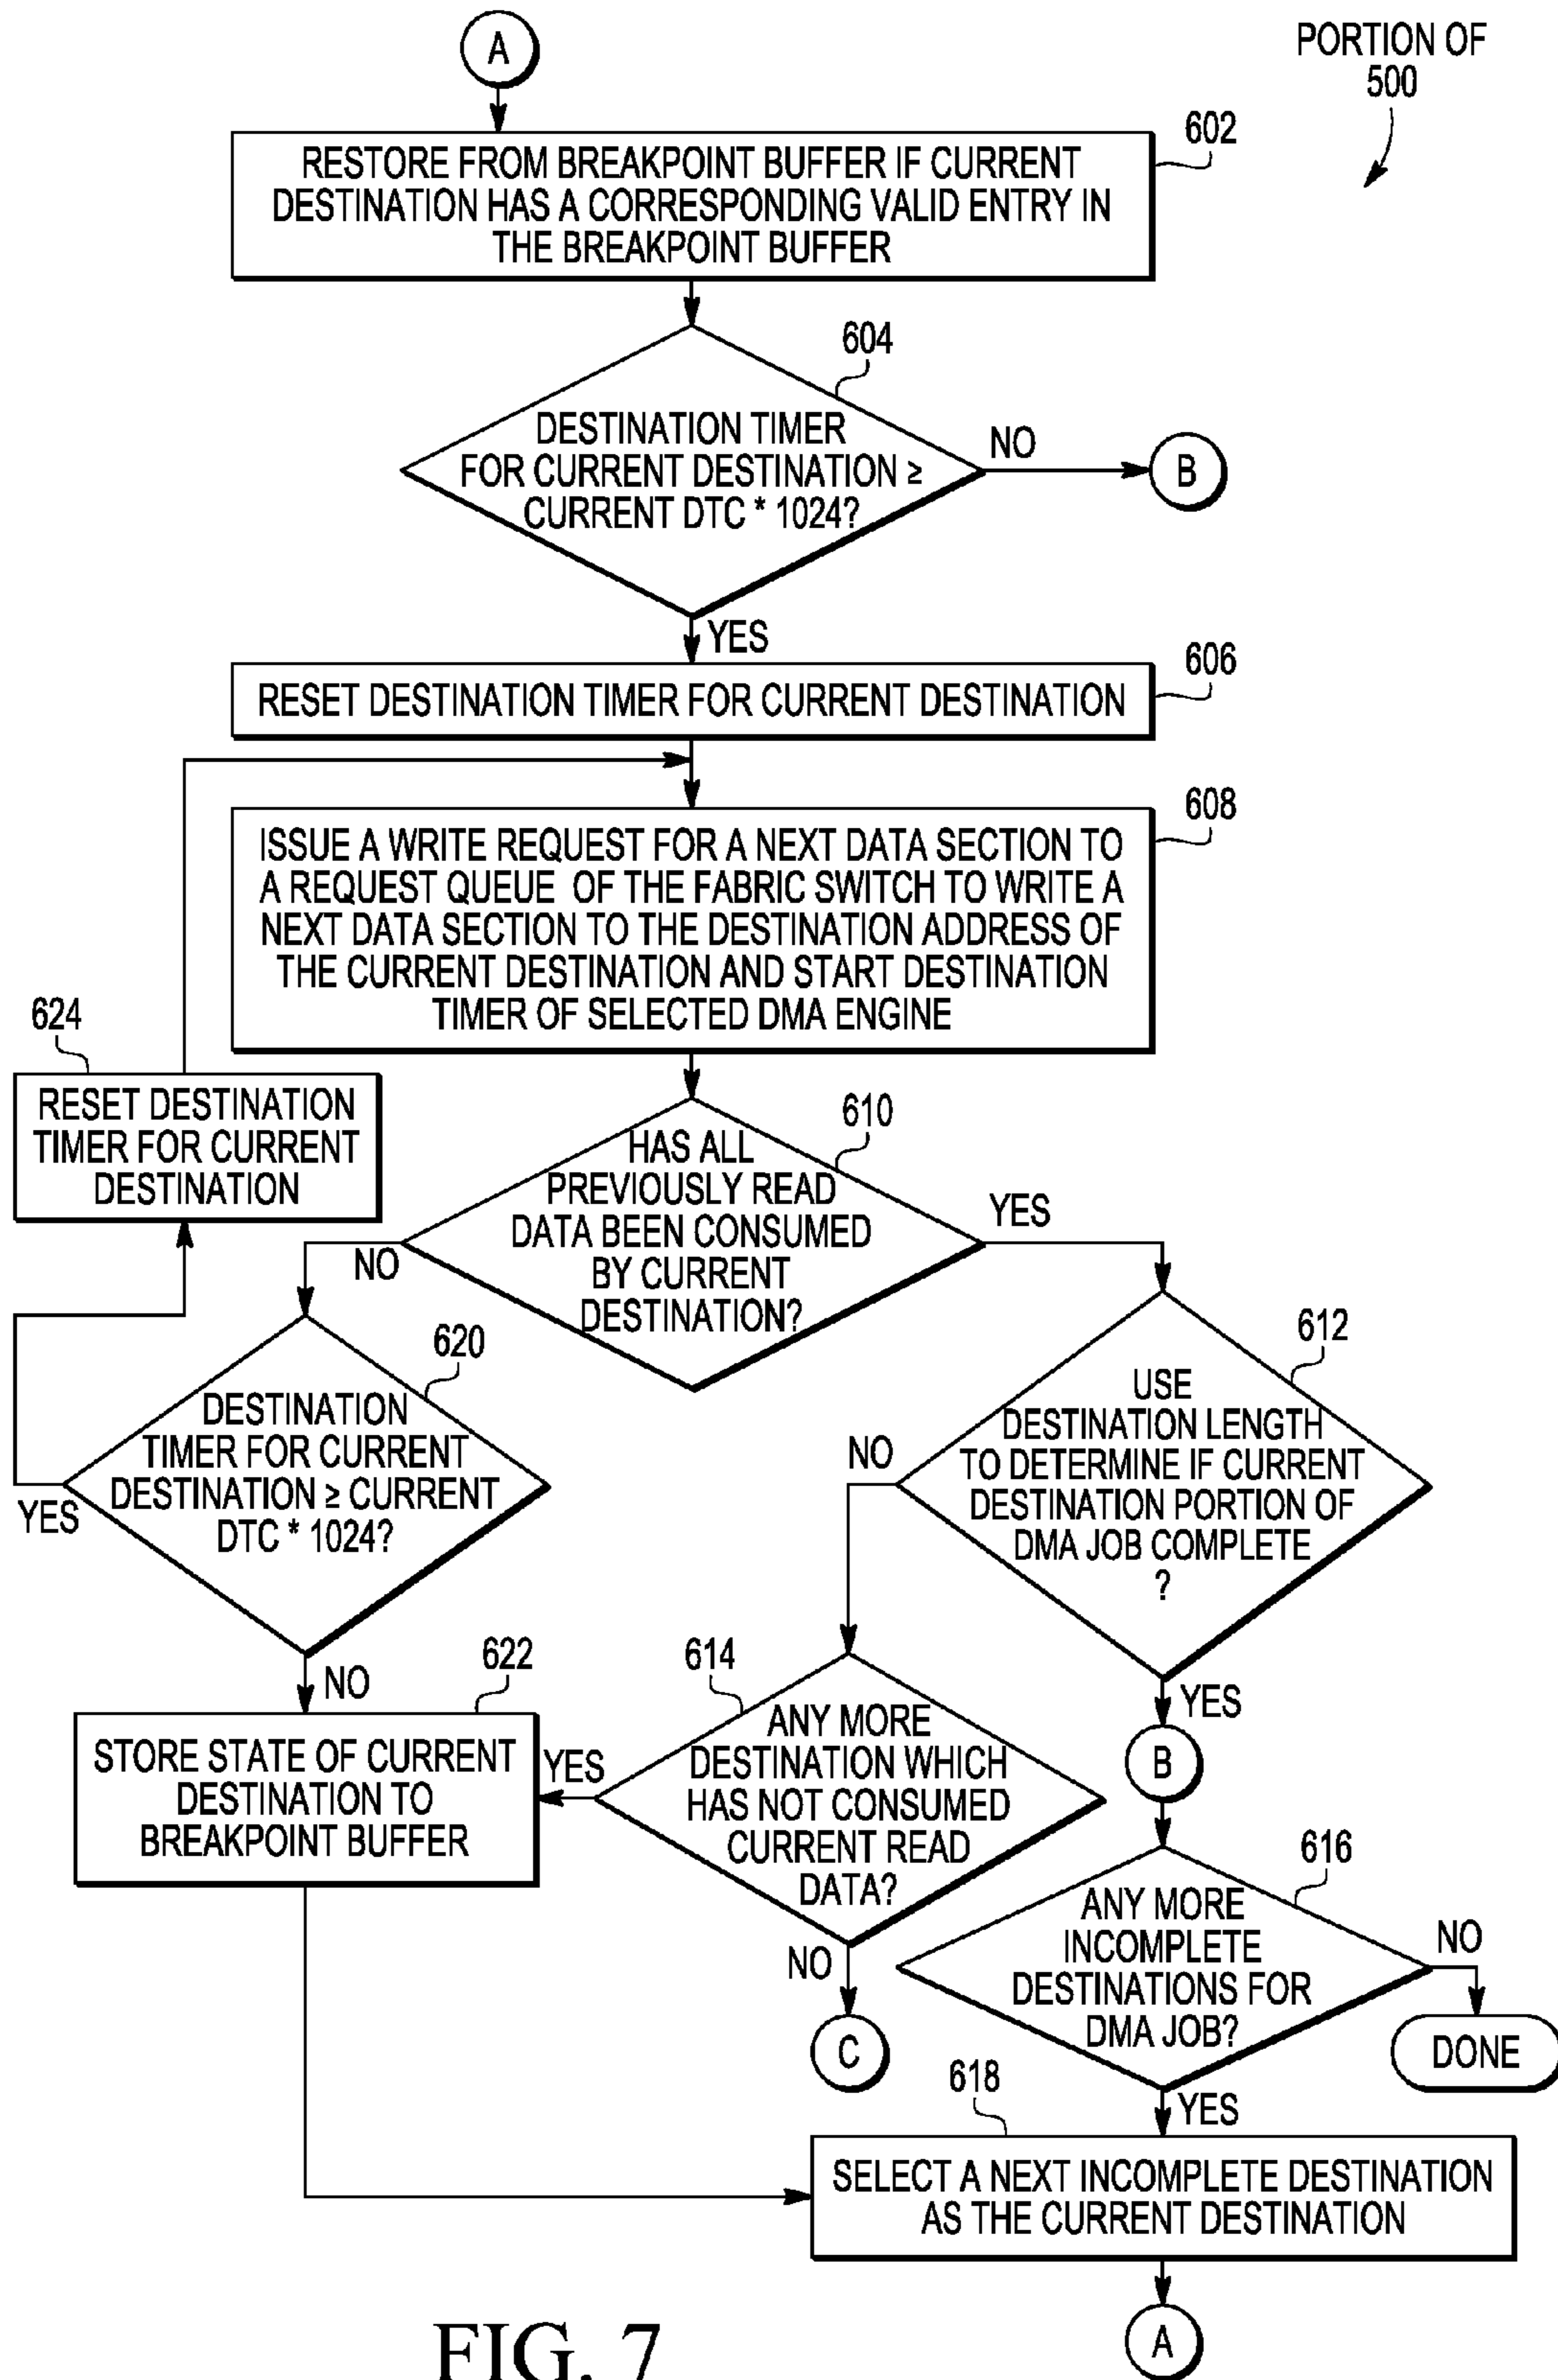 A
PORTION OF
500
602
RESTORE FROM BREAKPOINT BUFFER IF CURRENT
DESTINATION HAS A CORRESPONDING VALID ENTRY IN
THE BREAKPOINT BUFFER
604
DESTINATION TIMER
FOR CURRENT DESTINATION ≥
CURRENT DTC * 1024?
NO
B
YES
606
RESET DESTINATION TIMER FOR CURRENT DESTINATION
608
ISSUE A WRITE REQUEST FOR A NEXT DATA SECTION TO
A REQUEST QUEUE OF THE FABRIC SWITCH TO WRITE A
NEXT DATA SECTION TO THE DESTINATION ADDRESS OF
THE CURRENT DESTINATION AND START DESTINATION
TIMER OF SELECTED DMA ENGINE
624
RESET DESTINATION
TIMER FOR CURRENT
DESTINATION
610
HAS ALL
PREVIOUSLY READ
DATA BEEN CONSUMED
BY CURRENT
DESTINATION?
NO
YES
620
DESTINATION
TIMER FOR CURRENT
DESTINATION ≥ CURRENT
DTC * 1024?
YES
NO
612
USE
DESTINATION LENGTH
TO DETERMINE IF CURRENT
DESTINATION PORTION OF
DMA JOB COMPLETE
?
NO
YES
622
STORE STATE OF CURRENT
DESTINATION TO
BREAKPOINT BUFFER
614
ANY MORE
DESTINATION WHICH
HAS NOT CONSUMED
CURRENT READ
DATA?
YES
NO
C
B
616
ANY MORE
INCOMPLETE
DESTINATIONS FOR
DMA JOB?
NO
DONE
YES
618
SELECT A NEXT INCOMPLETE DESTINATION
AS THE CURRENT DESTINATION
A
FIG. 7